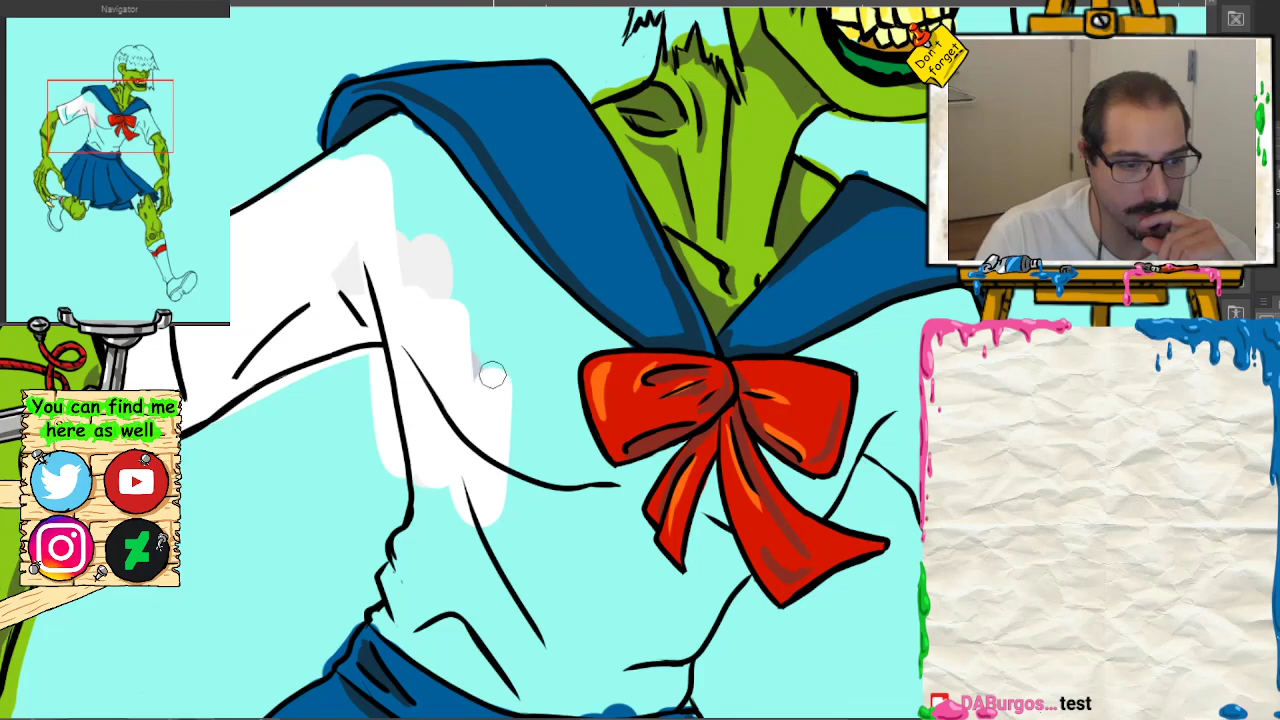 Navigator
Don't
forget
You can find me
here as well
DABurgos... test